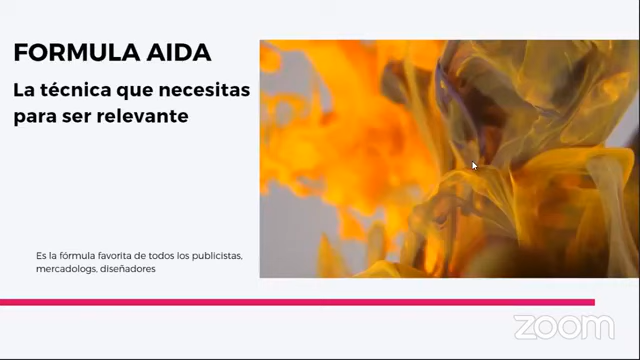 FORMULA AIDA
La técnica que necesitas
para ser relevante
Es la fórmula favorita de todos los publicistas,
mercadologs, diseñadores
zoom